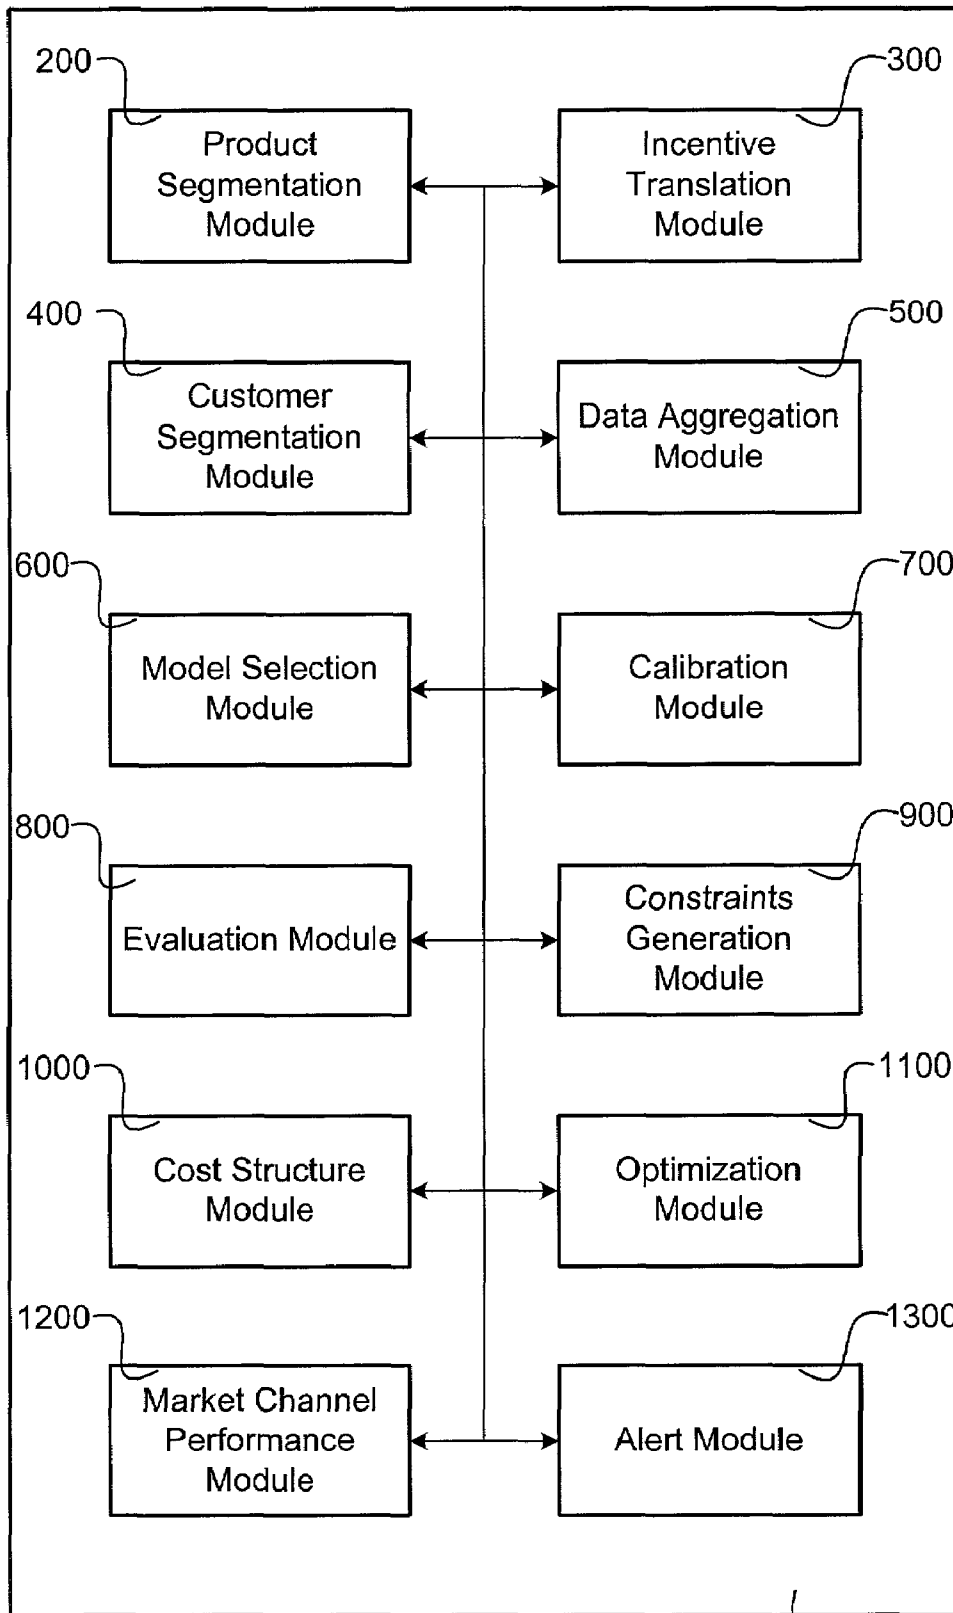 200
300
Product
Segmentation
Module
Incentive
Translation
Module
400
500
Customer
Segmentation
Module
Data Aggregation
Module
600
700
Model Selection
Module
Calibration
Module
800
900
Evaluation Module
Constraints
Generation
Module
1000
1100
Cost Structure
Module
Optimization
Module
1200
1300
Market Channel
Performance
Module
Alert Module